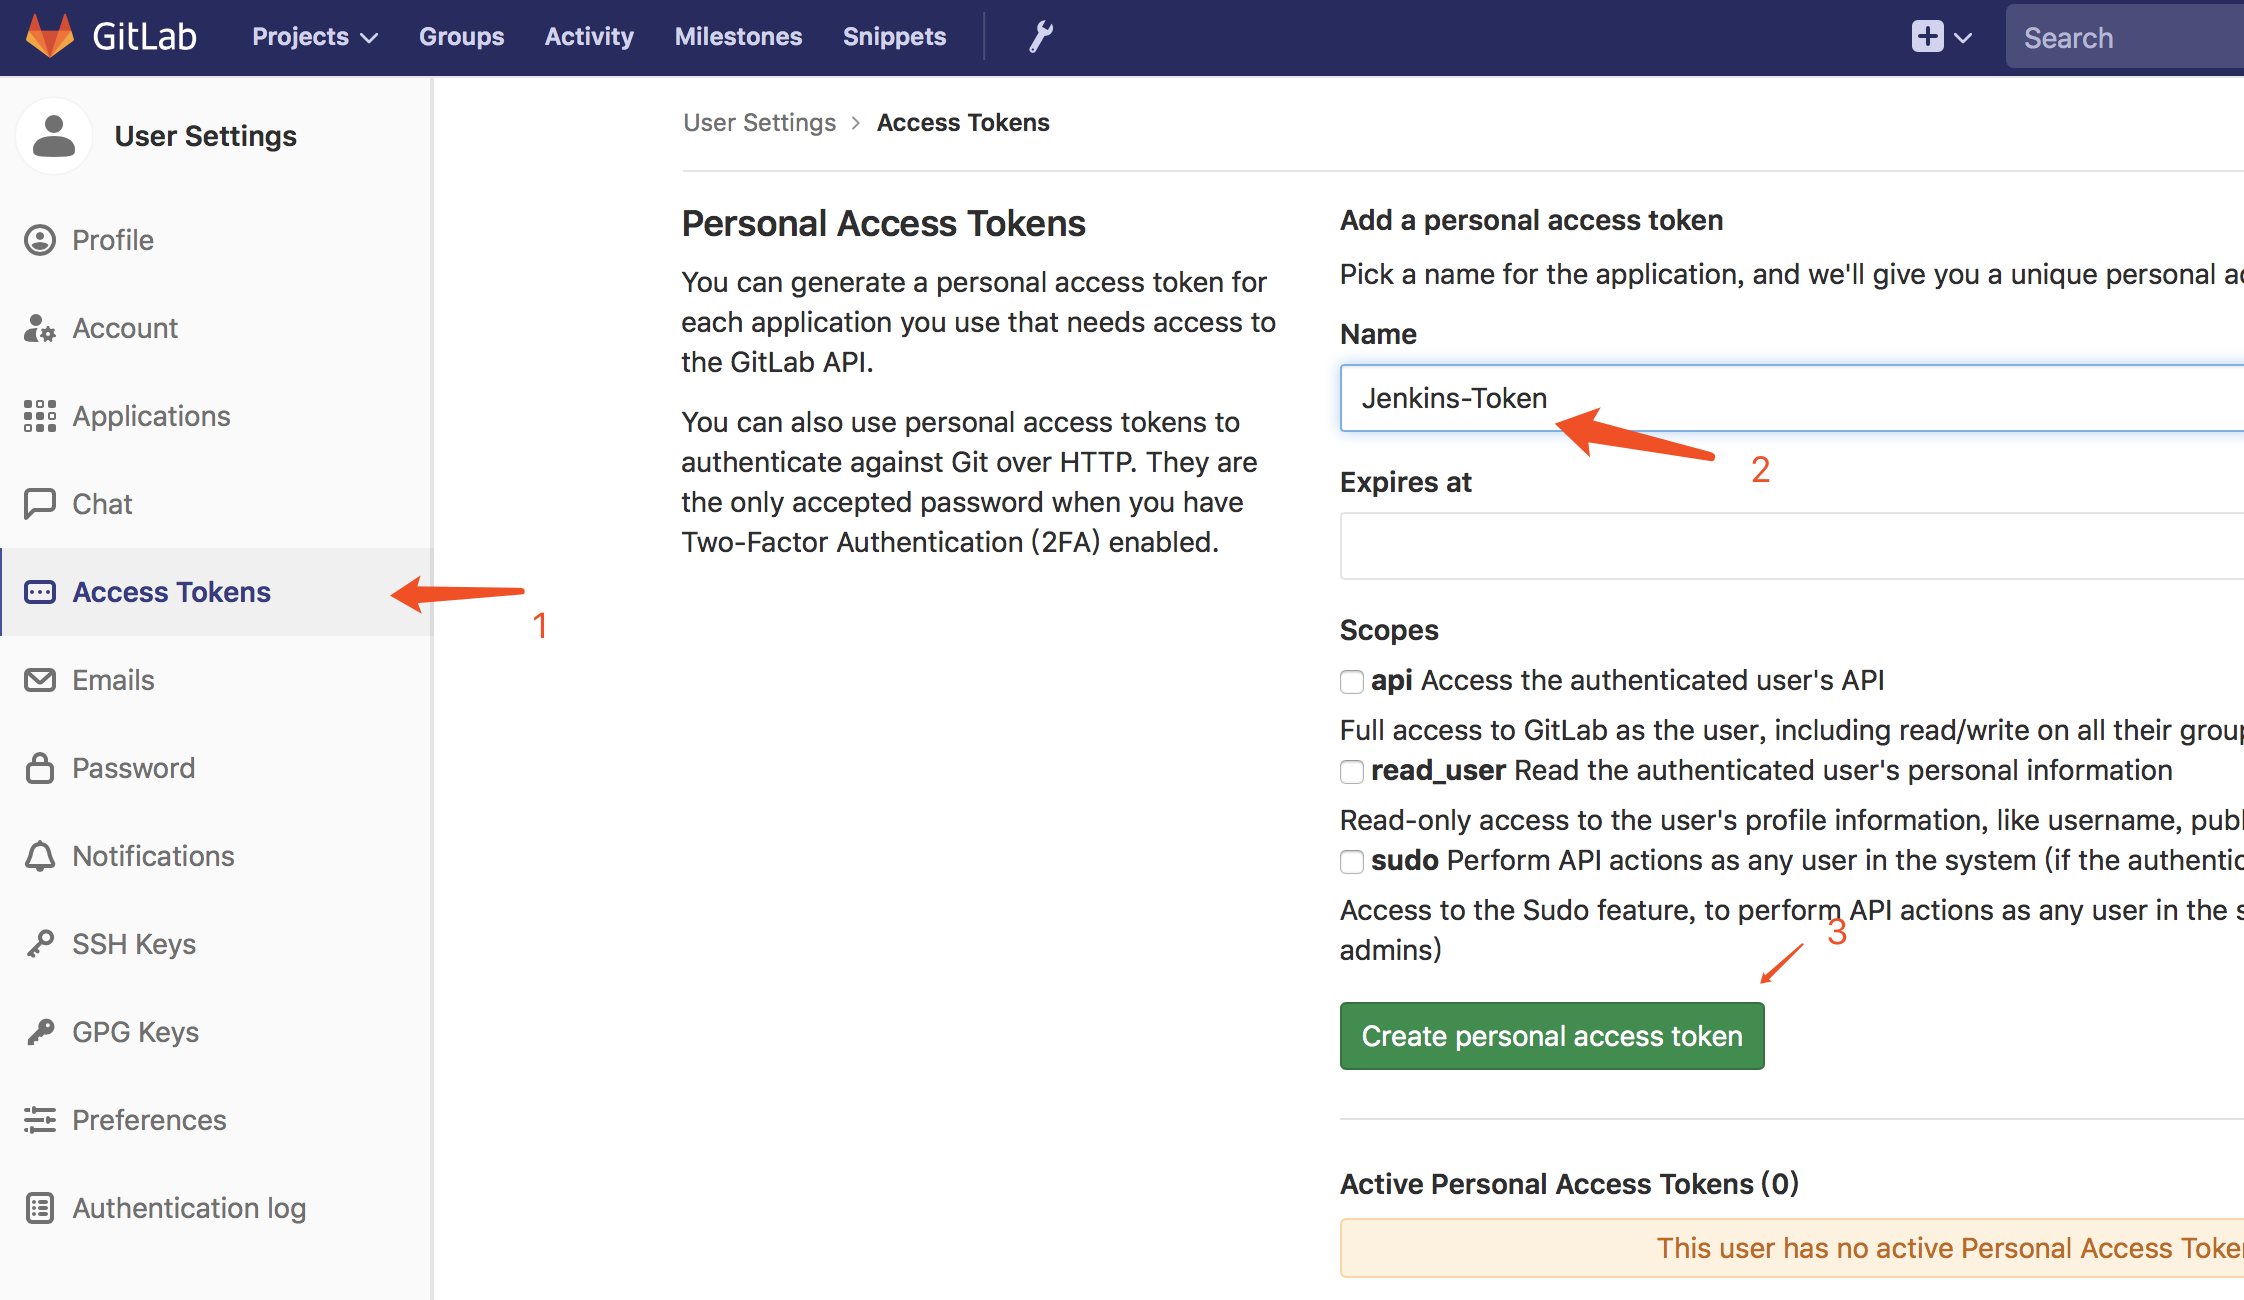 GitLab Projects Groups Activity Milestones Snippets Search
User Settings
Profile
Account
Applications
Chat
Access Tokens
Emails
Password
Notifications
SSH Keys
GPG Keys
Preferences
Authentication log
1
User Settings > Access Tokens
Personal Access Tokens
You can generate a personal access token for
each application you use that needs access to
the GitLab API.
You can also use personal access tokens to
authenticate against Git over HTTP. They are
the only accepted password when you have
Two-Factor Authentication (2FA) enabled.
Add a personal access token
Pick a name for the application, and we'll give you a unique personal
Name
Jenkins-Token
2
Expires at
Scopes
api Access the authenticated user's API
Full access to GitLab as the user, including read/write on all their
read_user Read the authenticated user's personal information
Read-only access to the user's profile information, like username,
sudo Perform API actions as any user in the system (if the
Access to the Sudo feature, to perform API actions as any user in the
admins)
3
Create personal access token
Active Personal Access Tokens (0)
This user has no active Personal Access